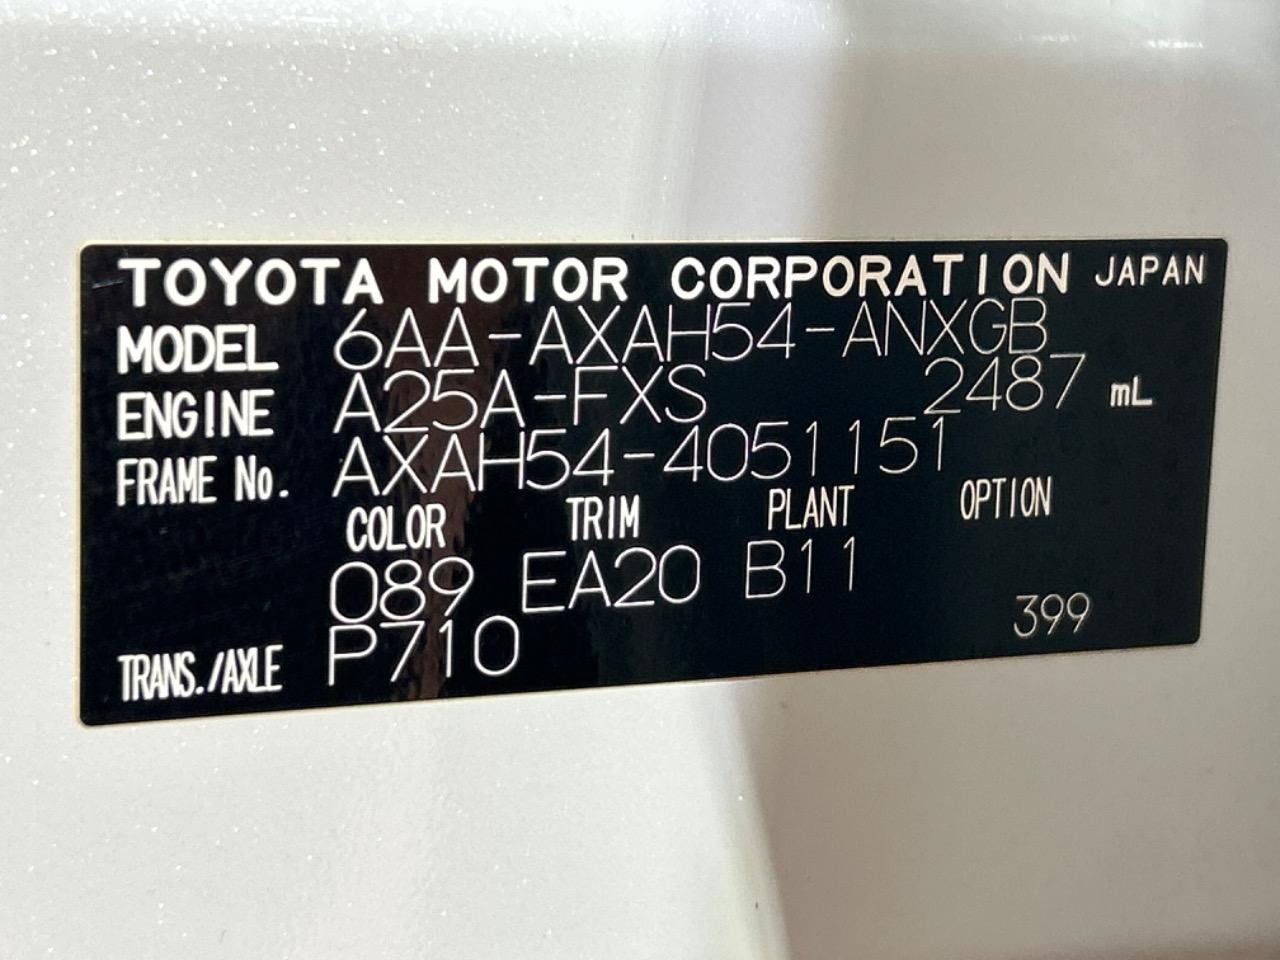 TOYOTA MOTOR CORPORATION JAPAN
MODEL 6AA-AXAH54-ANXGB
ENGINE A25A-FXS 2487 mL
FRAME No. AXAH54-4051151
COLOR TRIM PLANT OPTION
089 EA20 B11
TRANS./AXLE P710 399